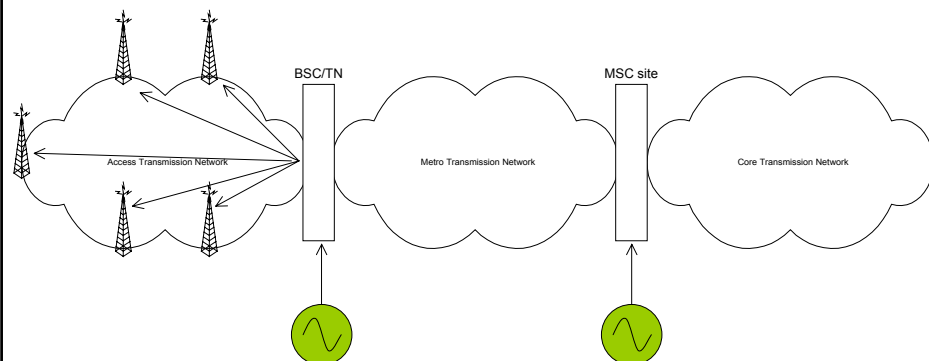 BSC/TN
MSC site
Access Transmission Network
Metro Transmission Network
Core Transmission Network